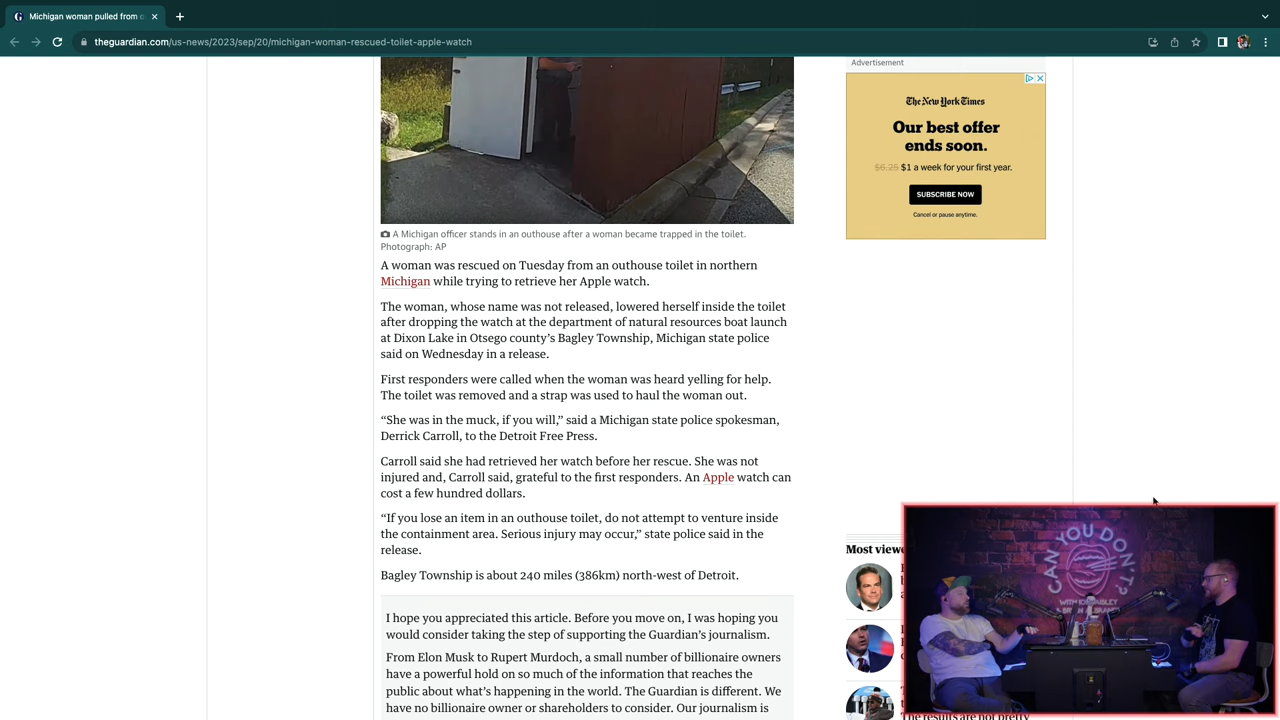 Michigan woman pulled from o
theguardian.com/us-news/2023/sep/20/michigan-woman-rescued-toilet-apple-watch
Advertisement
The New York Times
Our best offer
ends soon.
$6.25 $1 a week for your first year.
SUBSCRIBE NOW
Cancel or pause anytime.
A Michigan officer stands in an outhouse after a woman became trapped in the toilet.
Photograph: AP
A woman was rescued on Tuesday from an outhouse toilet in northern
Michigan while trying to retrieve her Apple watch.
The woman, whose name was not released, lowered herself inside the toilet
after dropping the watch at the department of natural resources boat launch
at Dixon Lake in Otsego county’s Bagley Township, Michigan state police
said on Wednesday in a release.
First responders were called when the woman was heard yelling for help.
The toilet was removed and a strap was used to haul the woman out.
“She was in the muck, if you will,” said a Michigan state police spokesman,
Derrick Carroll, to the Detroit Free Press.
Carroll said she had retrieved her watch before her rescue. She was not
injured and, Carroll said, grateful to the first responders. An Apple watch can
cost a few hundred dollars.
“If you lose an item in an outhouse toilet, do not attempt to venture inside
the containment area. Serious injury may occur,” state police said in the
release.
Bagley Township is about 240 miles (386km) north-west of Detroit.
I hope you appreciated this article. Before you move on, I was hoping you
would consider taking the step of supporting the Guardian’s journalism.
From Elon Musk to Rupert Murdoch, a small number of billionaire owners
have a powerful hold on so much of the information that reaches the
public about what’s happening in the world. The Guardian is different. We
have no billionaire owner or shareholders to consider. Our journalism is
Most viewe
CAN YOU DON'T?
The results are not pretty